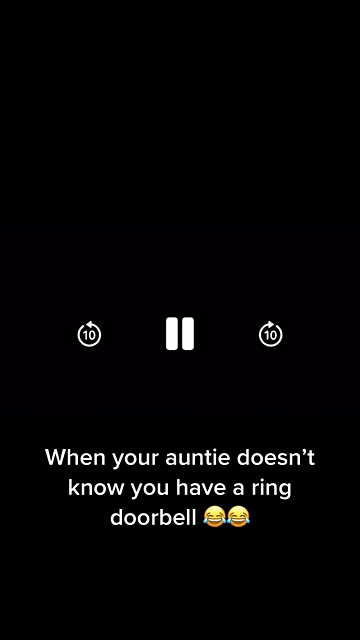 10 10
When your auntie doesn’t
know you have a ring
doorbell 😂😂